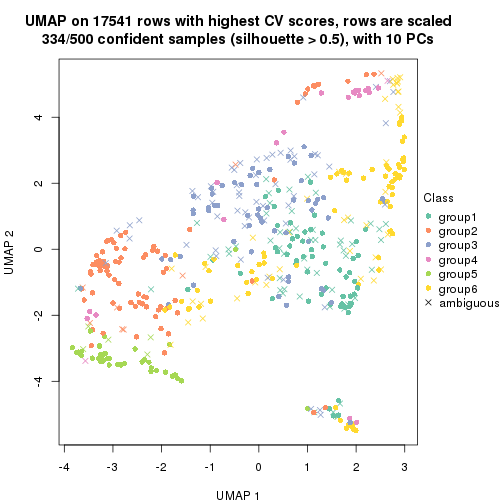 UMAP on 17541 rows with highest CV scores, rows are scaled
334/500 confident samples (silhouette > 0.5), with 10 PCs
4
2
0
-2
-4
UMAP 2
-4
-3
-2
-1
0
1
2
3
UMAP 1
Class
group1
group2
group3
group4
group5
group6
ambiguous